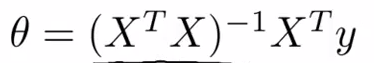 θ = (X^T X)^{-1} X^T y